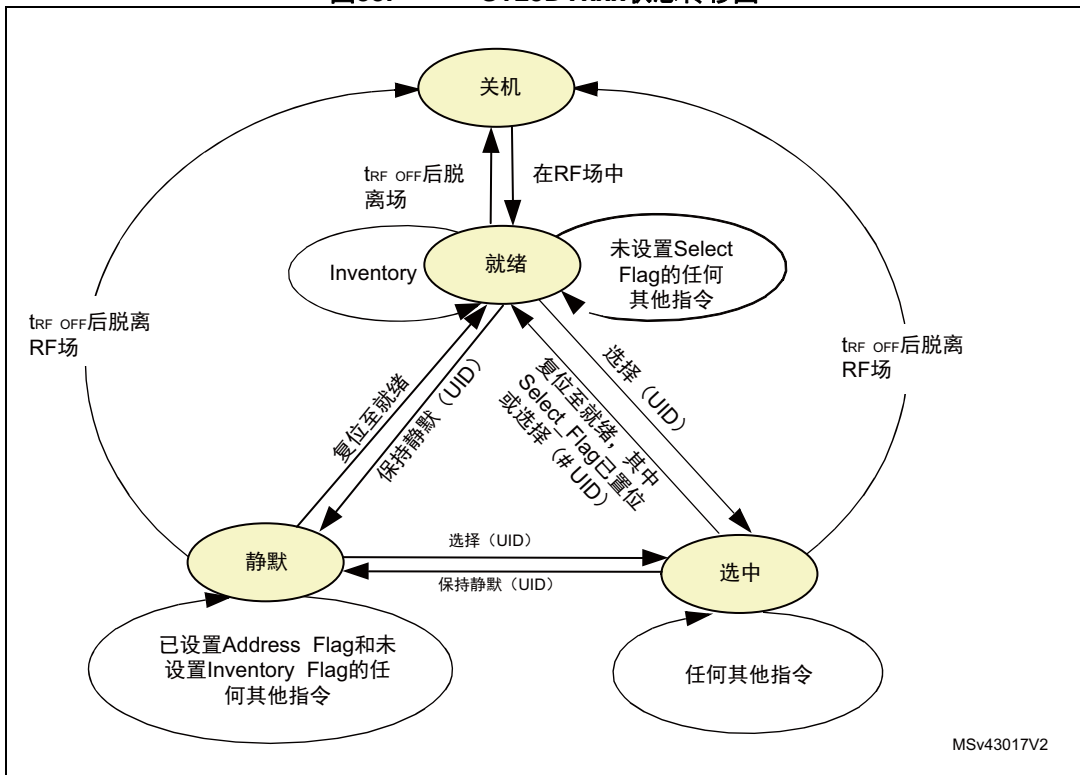 关机
tRF OFF后脱
离场
在RF场中
就绪
Inventory
未设置Select
Flag的任何
其他指令
tRF OFF后脱离
RF场
tRF OFF后脱离
RF场
复位至就绪
保持静默（UID）
复位至就绪，其中
Select_Flag已置位
或选择（# UID）
选择（UID）
静默
选择（UID）
保持静默（UID）
选中
已设置Address Flag和未
设置Inventory Flag的任
何其他指令
任何其他指令
MSv43017V2